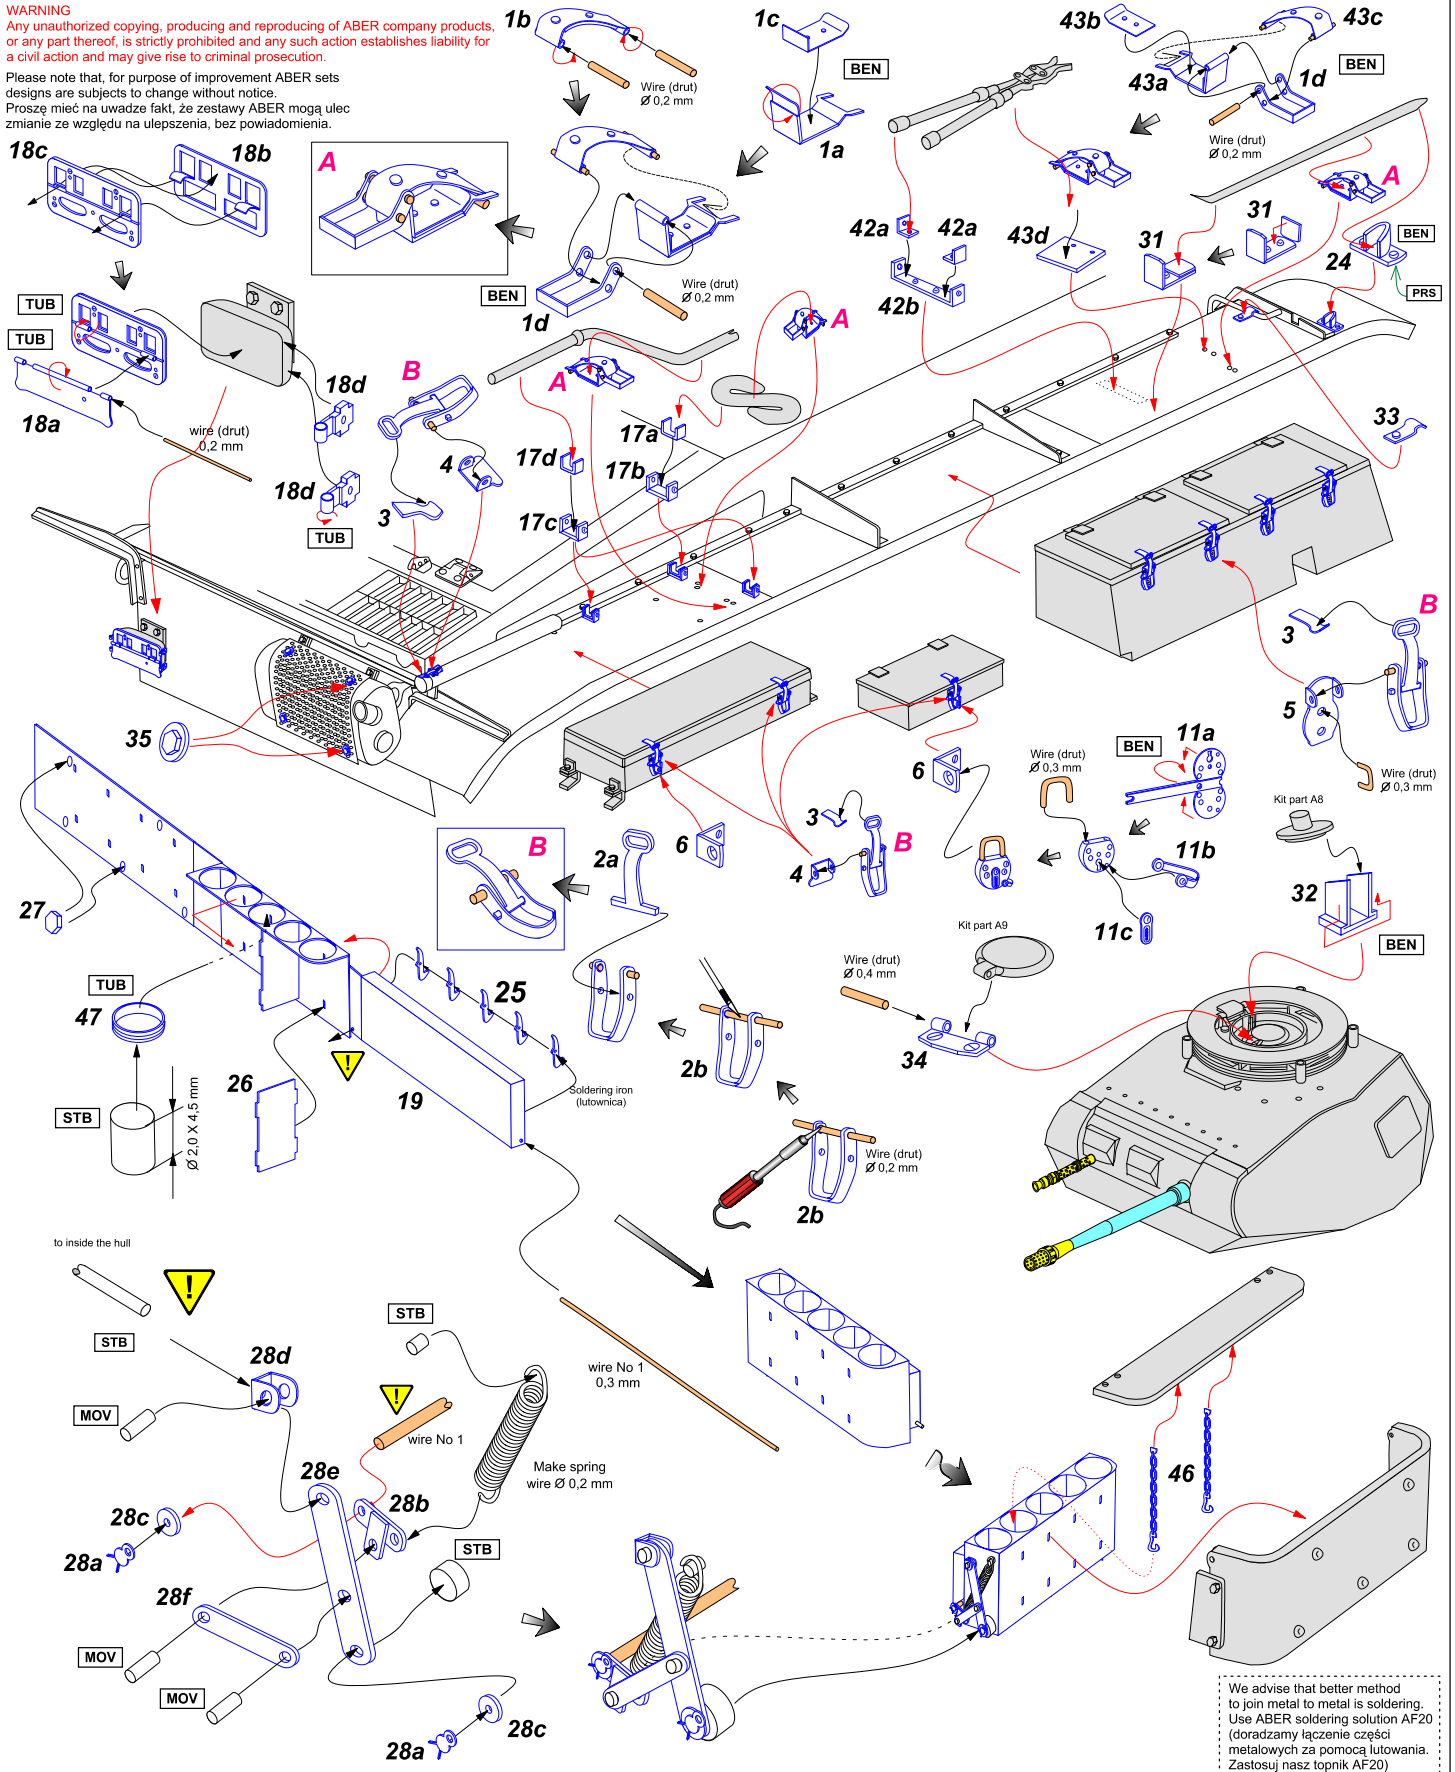 WARNING
Any unauthorized copying, producing and reproducing of ABER company products,
or any part thereof, is strictly prohibited and any such action establishes liability for
a civil action and may give rise to criminal prosecution.
Please note that, for purpose of improvement ABER sets
designs are subjects to change without notice.
Proszę mieć na uwadze fakt, że zestawy ABER mogą ulec
zmianie ze względu na ulepszenia, bez powiadomienia.
1b
Wire (drut)
Ø 0,2 mm
1c
BEN
1a
43b
43c
43a
1d
BEN
Wire (drut)
Ø 0,2 mm
18c
18b
A
BEN
1d
Wire (drut)
Ø 0,2 mm
42a
42a
42b
43d
31
31
A
24
BEN
PRS
TUB
TUB
18a
wire (drut)
0,2 mm
18d
18d
TUB
B
4
3
A
A
17a
17b
17d
17c
33
35
3
B
5
Wire (drut)
Ø 0,3 mm
6
Wire (drut)
Ø 0,3 mm
BEN
11a
11b
11c
Kit part A8
32
BEN
3
B
4
6
27
B
2a
TUB
47
STB
Ø 2,0 X 4,5 mm
26
!
19
25
Soldering iron
(lutownica)
2b
Wire (drut)
Ø 0,2 mm
2b
Kit part A9
Wire (drut)
Ø 0,4 mm
34
to inside the hull
!
STB
28d
MOV
STB
!
wire No 1
Make spring
wire Ø 0,2 mm
wire No 1
0,3 mm
28e
28b
28c
28a
28f
STB
MOV
MOV
28c
28a
46
We advise that better method
to join metal to metal is soldering.
Use ABER soldering solution AF20
(doradzamy łączenie części
metalowych za pomocą lutowania.
Zastosuj nasz topnik AF20)